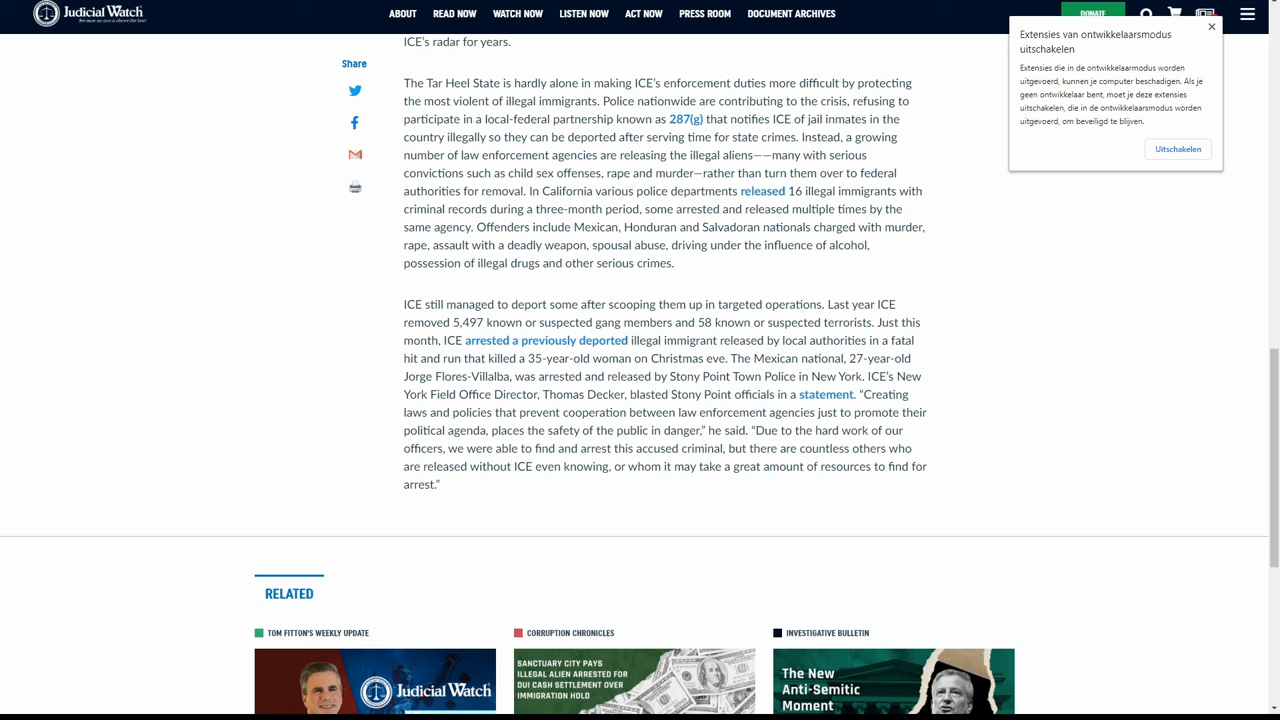 Judicial Watch
Because no one is above the law!
ABOUT READ NOW WATCH NOW LISTEN NOW ACT NOW PRESS ROOM DOCUMENT ARCHIVES
DONATE
Extensies van ontwikkelaarsmodus
uitschakelen
Extensies die in de ontwikkelaarmodus worden
uitgevoerd, kunnen je computer beschadigen. Als je
geen ontwikkelaar bent, moet je deze extensies
uitschakelen, die in de ontwikkelaarsmodus worden
uitgevoerd, om beveiligd te blijven.
Uitschakelen
ICE’s radar for years.
Share
The Tar Heel State is hardly alone in making ICE’s enforcement duties more difficult by protecting
the most violent of illegal immigrants. Police nationwide are contributing to the crisis, refusing to
participate in a local-federal partnership known as 287(g) that notifies ICE of jail inmates in the
country illegally so they can be deported after serving time for state crimes. Instead, a growing
number of law enforcement agencies are releasing the illegal aliens——many with serious
convictions such as child sex offenses, rape and murder—rather than turn them over to federal
authorities for removal. In California various police departments released 16 illegal immigrants with
criminal records during a three-month period, some arrested and released multiple times by the
same agency. Offenders include Mexican, Honduran and Salvadoran nationals charged with murder,
rape, assault with a deadly weapon, spousal abuse, driving under the influence of alcohol,
possession of illegal drugs and other serious crimes.
ICE still managed to deport some after scooping them up in targeted operations. Last year ICE
removed 5,497 known or suspected gang members and 58 known or suspected terrorists. Just this
month, ICE arrested a previously deported illegal immigrant released by local authorities in a fatal
hit and run that killed a 35-year-old woman on Christmas eve. The Mexican national, 27-year-old
Jorge Flores-Villalba, was arrested and released by Stony Point Town Police in New York. ICE’s New
York Field Office Director, Thomas Decker, blasted Stony Point officials in a statement. “Creating
laws and policies that prevent cooperation between law enforcement agencies just to promote their
political agenda, places the safety of the public in danger,” he said. “Due to the hard work of our
officers, we were able to find and arrest this accused criminal, but there are countless others who
are released without ICE even knowing, or whom it may take a great amount of resources to find for
arrest.”
RELATED
TOM FITTON'S WEEKLY UPDATE
CORRUPTION CHRONICLES
INVESTIGATIVE BULLETIN
Judicial Watch
SANCTUARY CITY PAYS
ILLEGAL ALIEN ARRESTED FOR
DUI CASH SETTLEMENT OVER
IMMIGRATION HOLD
The New
Anti-Semitic
Moment